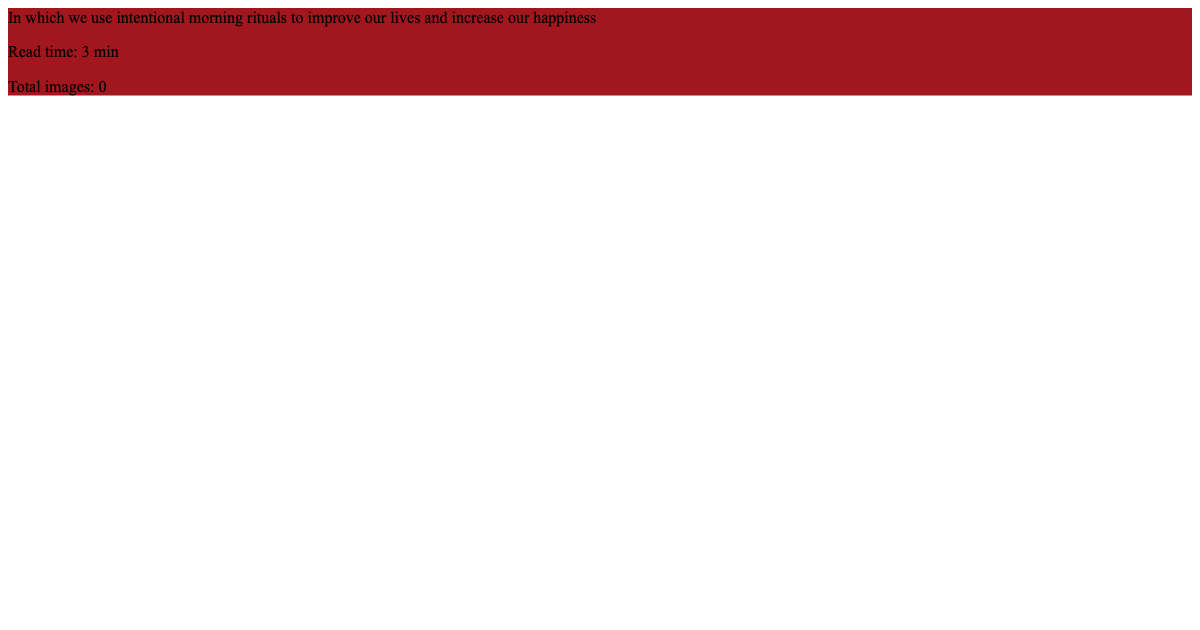 In which we use intentional morning rituals to improve our lives and increase our happiness
Read time: 3 min
Total images: 0